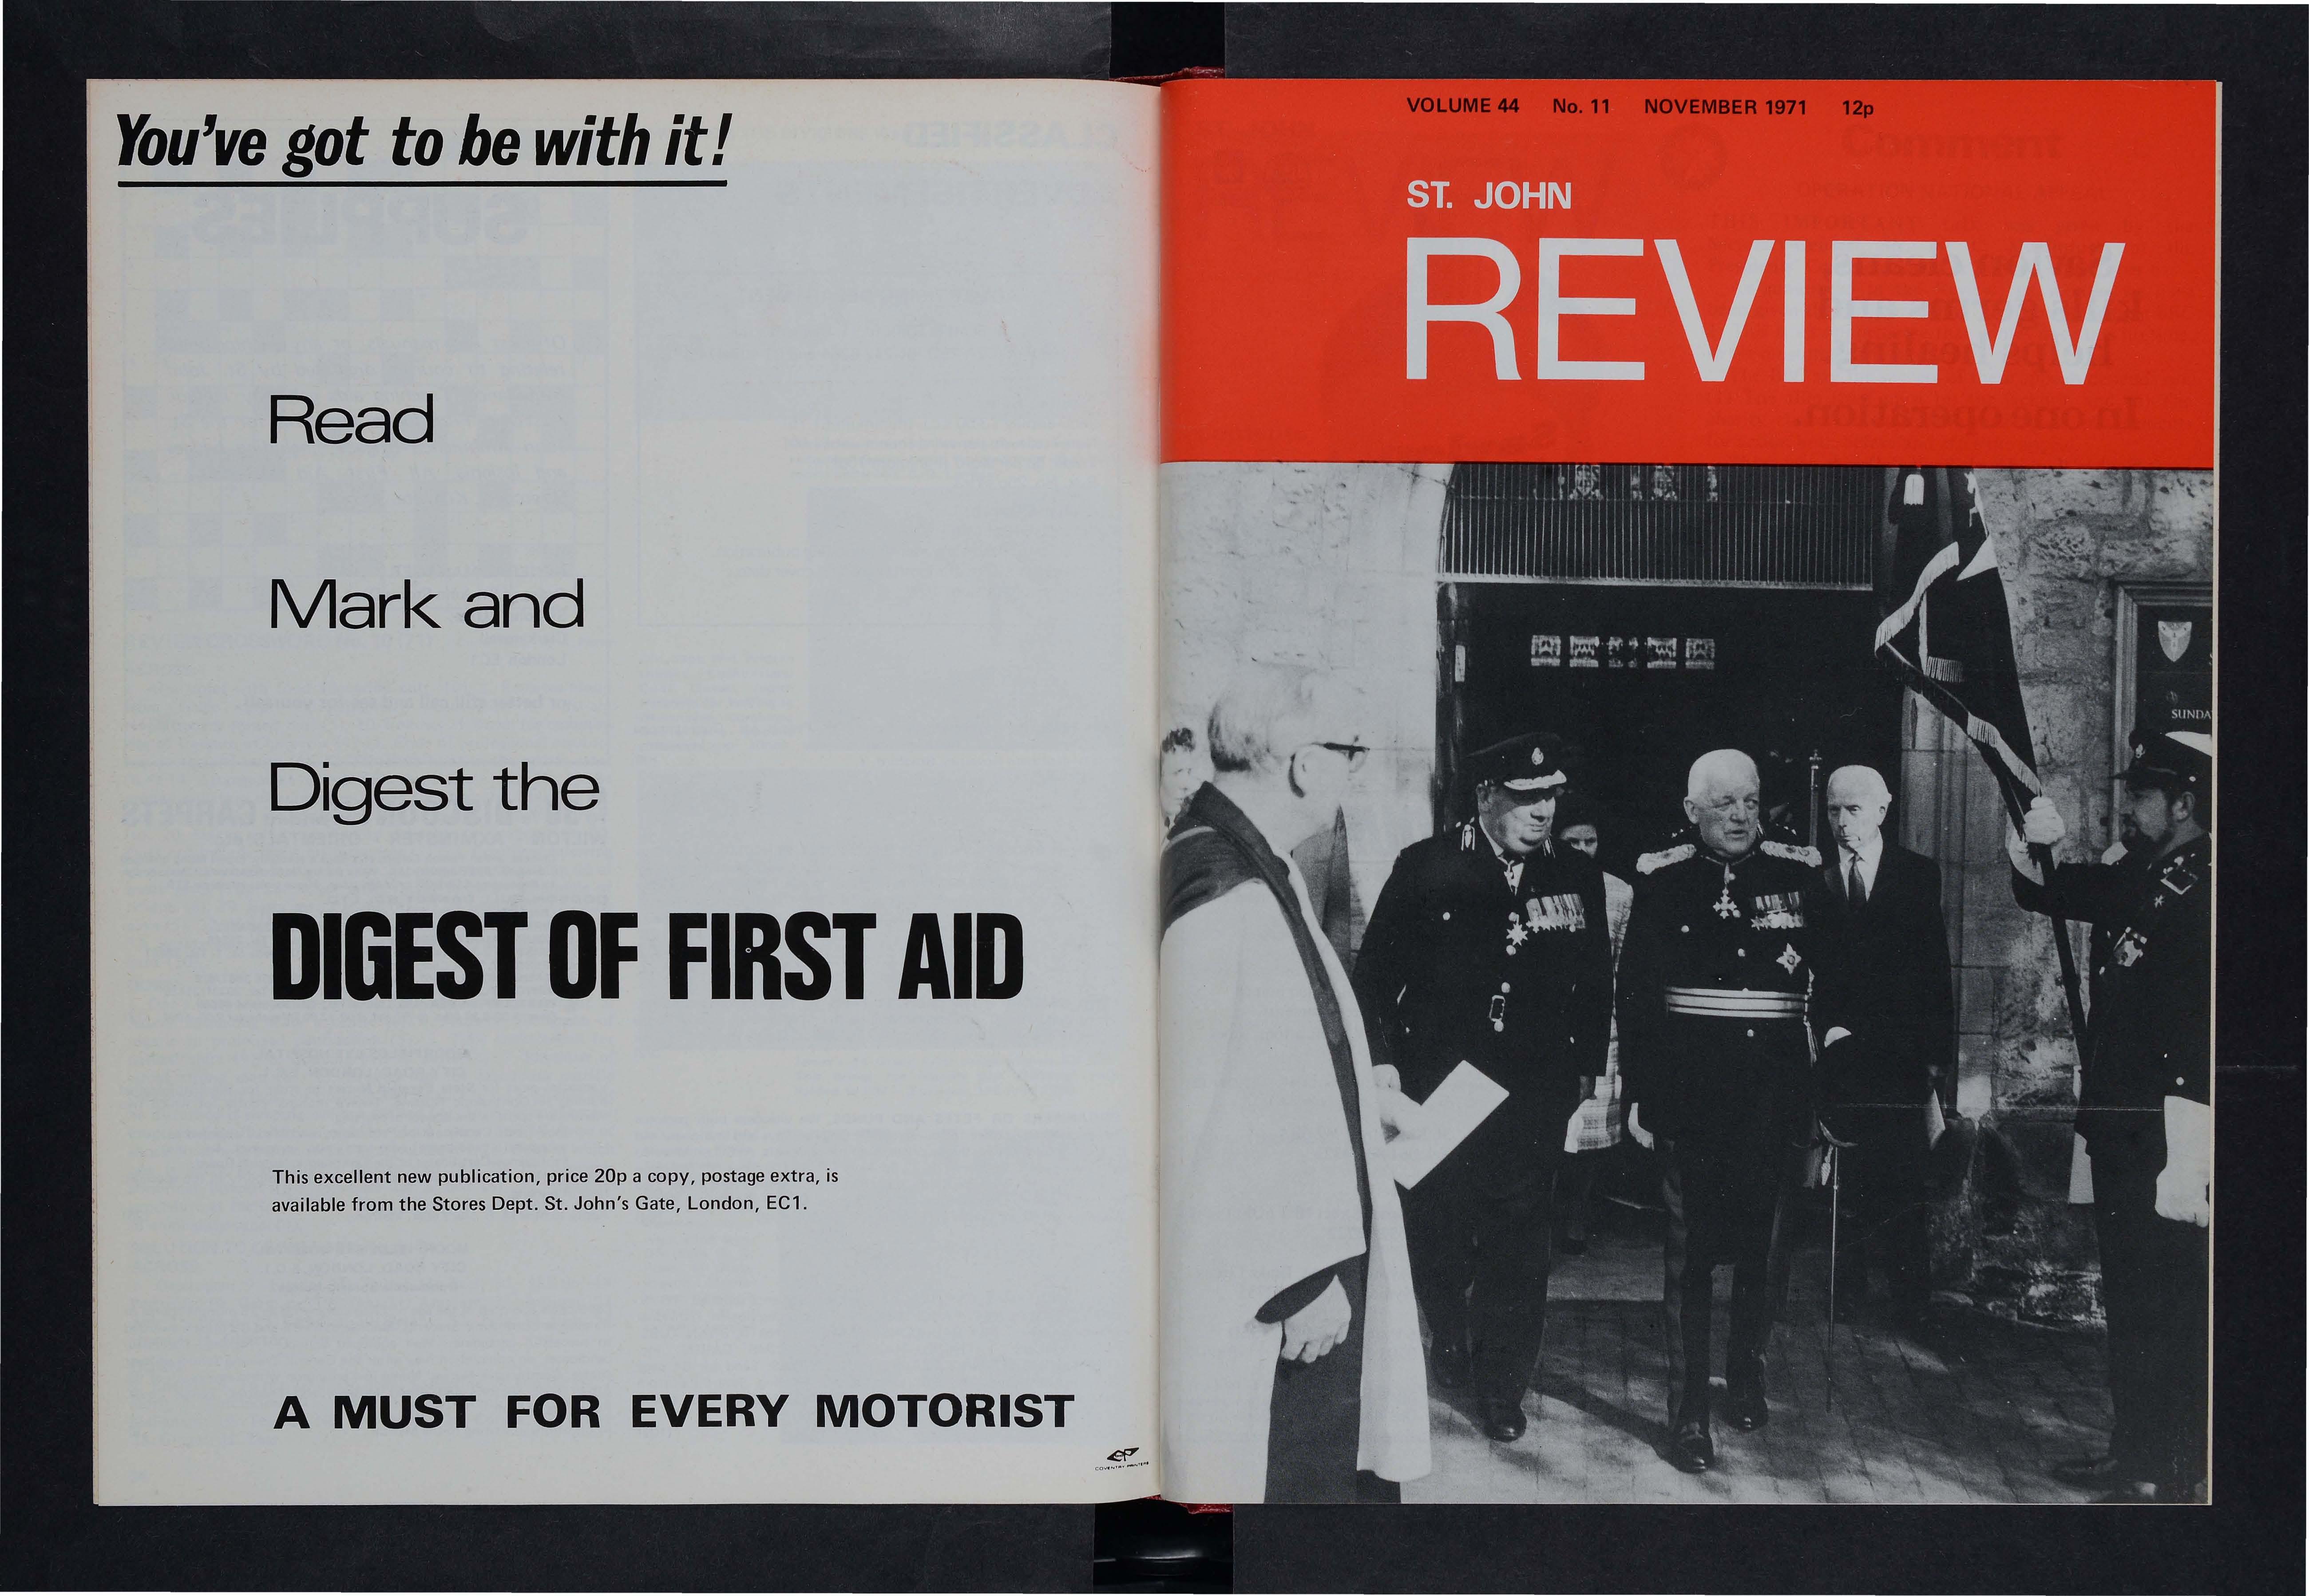 You've got to be with it!
Read
Mark and
Digest the
DIGEST OF FIRST AID
This excellent new publication, price 20p a copy, postage extra, is
available from the Stores Dept. St. John's Gate, London, EC1.
A MUST FOR EVERY MOTORIST
COVENTRY PRINTERS
VOLUME 44 No. 11 NOVEMBER 1971 12p
ST. JOHN
REVIEW
SUNDA